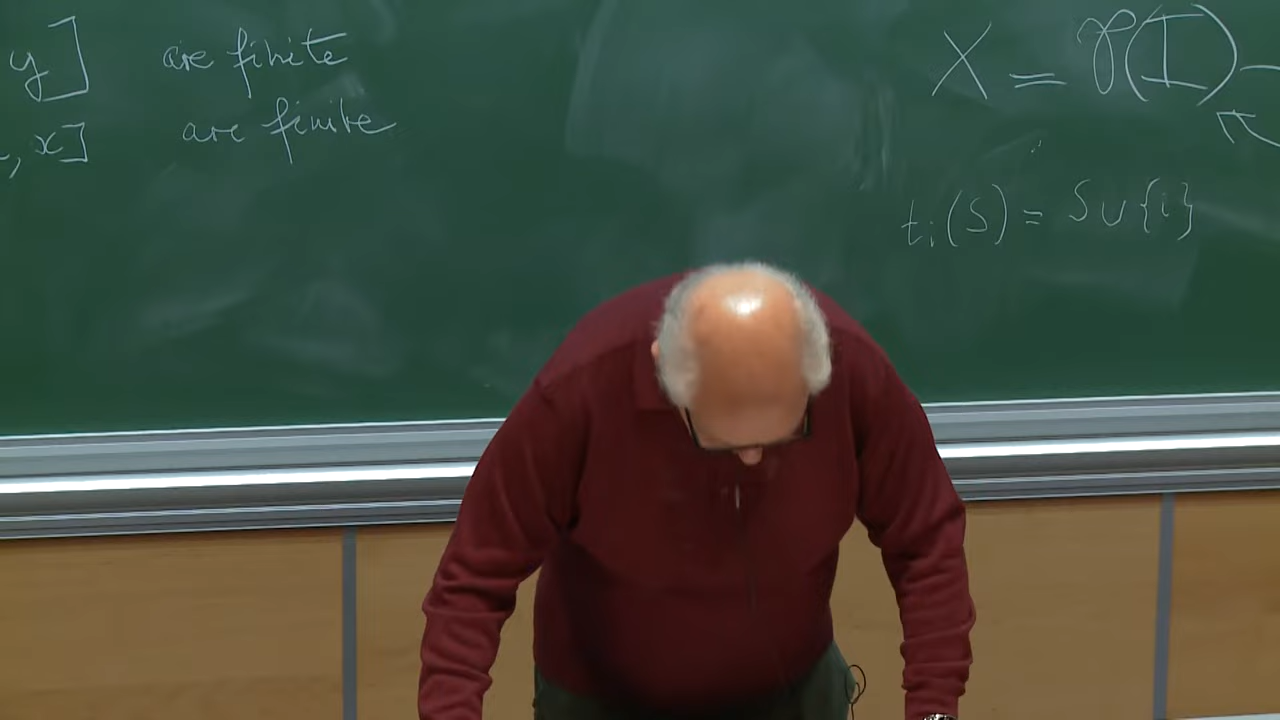 y] are finite
, x] are finite
X = 𝒫(I) –
tᵢ(S) = S ∪ {i}